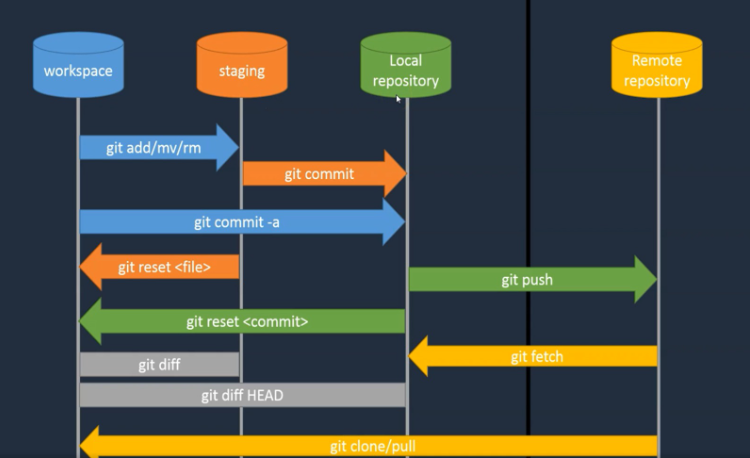 workspace
staging
Local
repository
Remote
repository
git add/mv/rm
git commit
git commit -a
git reset <file>
git push
git reset <commit>
git fetch
git diff
git diff HEAD
git clone/pull